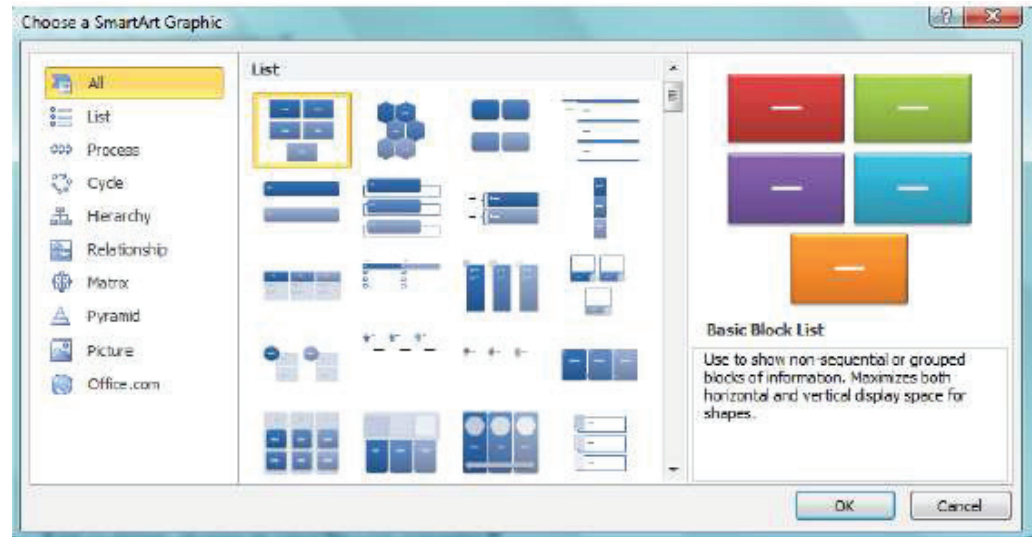 Choose a SmartArt Graphic
All
List
Process
Cycle
Hierarchy
Relationship
Matrix
Pyramid
Picture
Office.com
List
Basic Block List
Use to show non-sequential or grouped
blocks of information. Maximizes both
horizontal and vertical display space for
shapes.
OK
Cancel